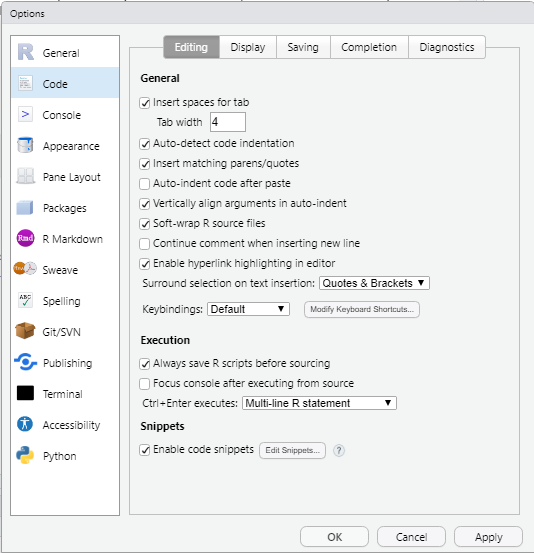 Options
R General
Code
> Console
Appearance
Pane Layout
Packages
Rmd R Markdown
Sweave
ABC Spelling
Git/SVN
Publishing
Terminal
Accessibility
Python
Editing Display Saving Completion Diagnostics
General
Insert spaces for tab
Tab width 4
Auto-detect code indentation
Insert matching parens/quotes
Auto-indent code after paste
Vertically align arguments in auto-indent
Soft-wrap R source files
Continue comment when inserting new line
Enable hyperlink highlighting in editor
Surround selection on text insertion: Quotes & Brackets
Keybindings: Default Modify Keyboard Shortcuts...
Execution
Always save R scripts before sourcing
Focus console after executing from source
Ctrl+Enter executes: Multi-line R statement
Snippets
Enable code snippets Edit Snippets... ?
OK Cancel Apply